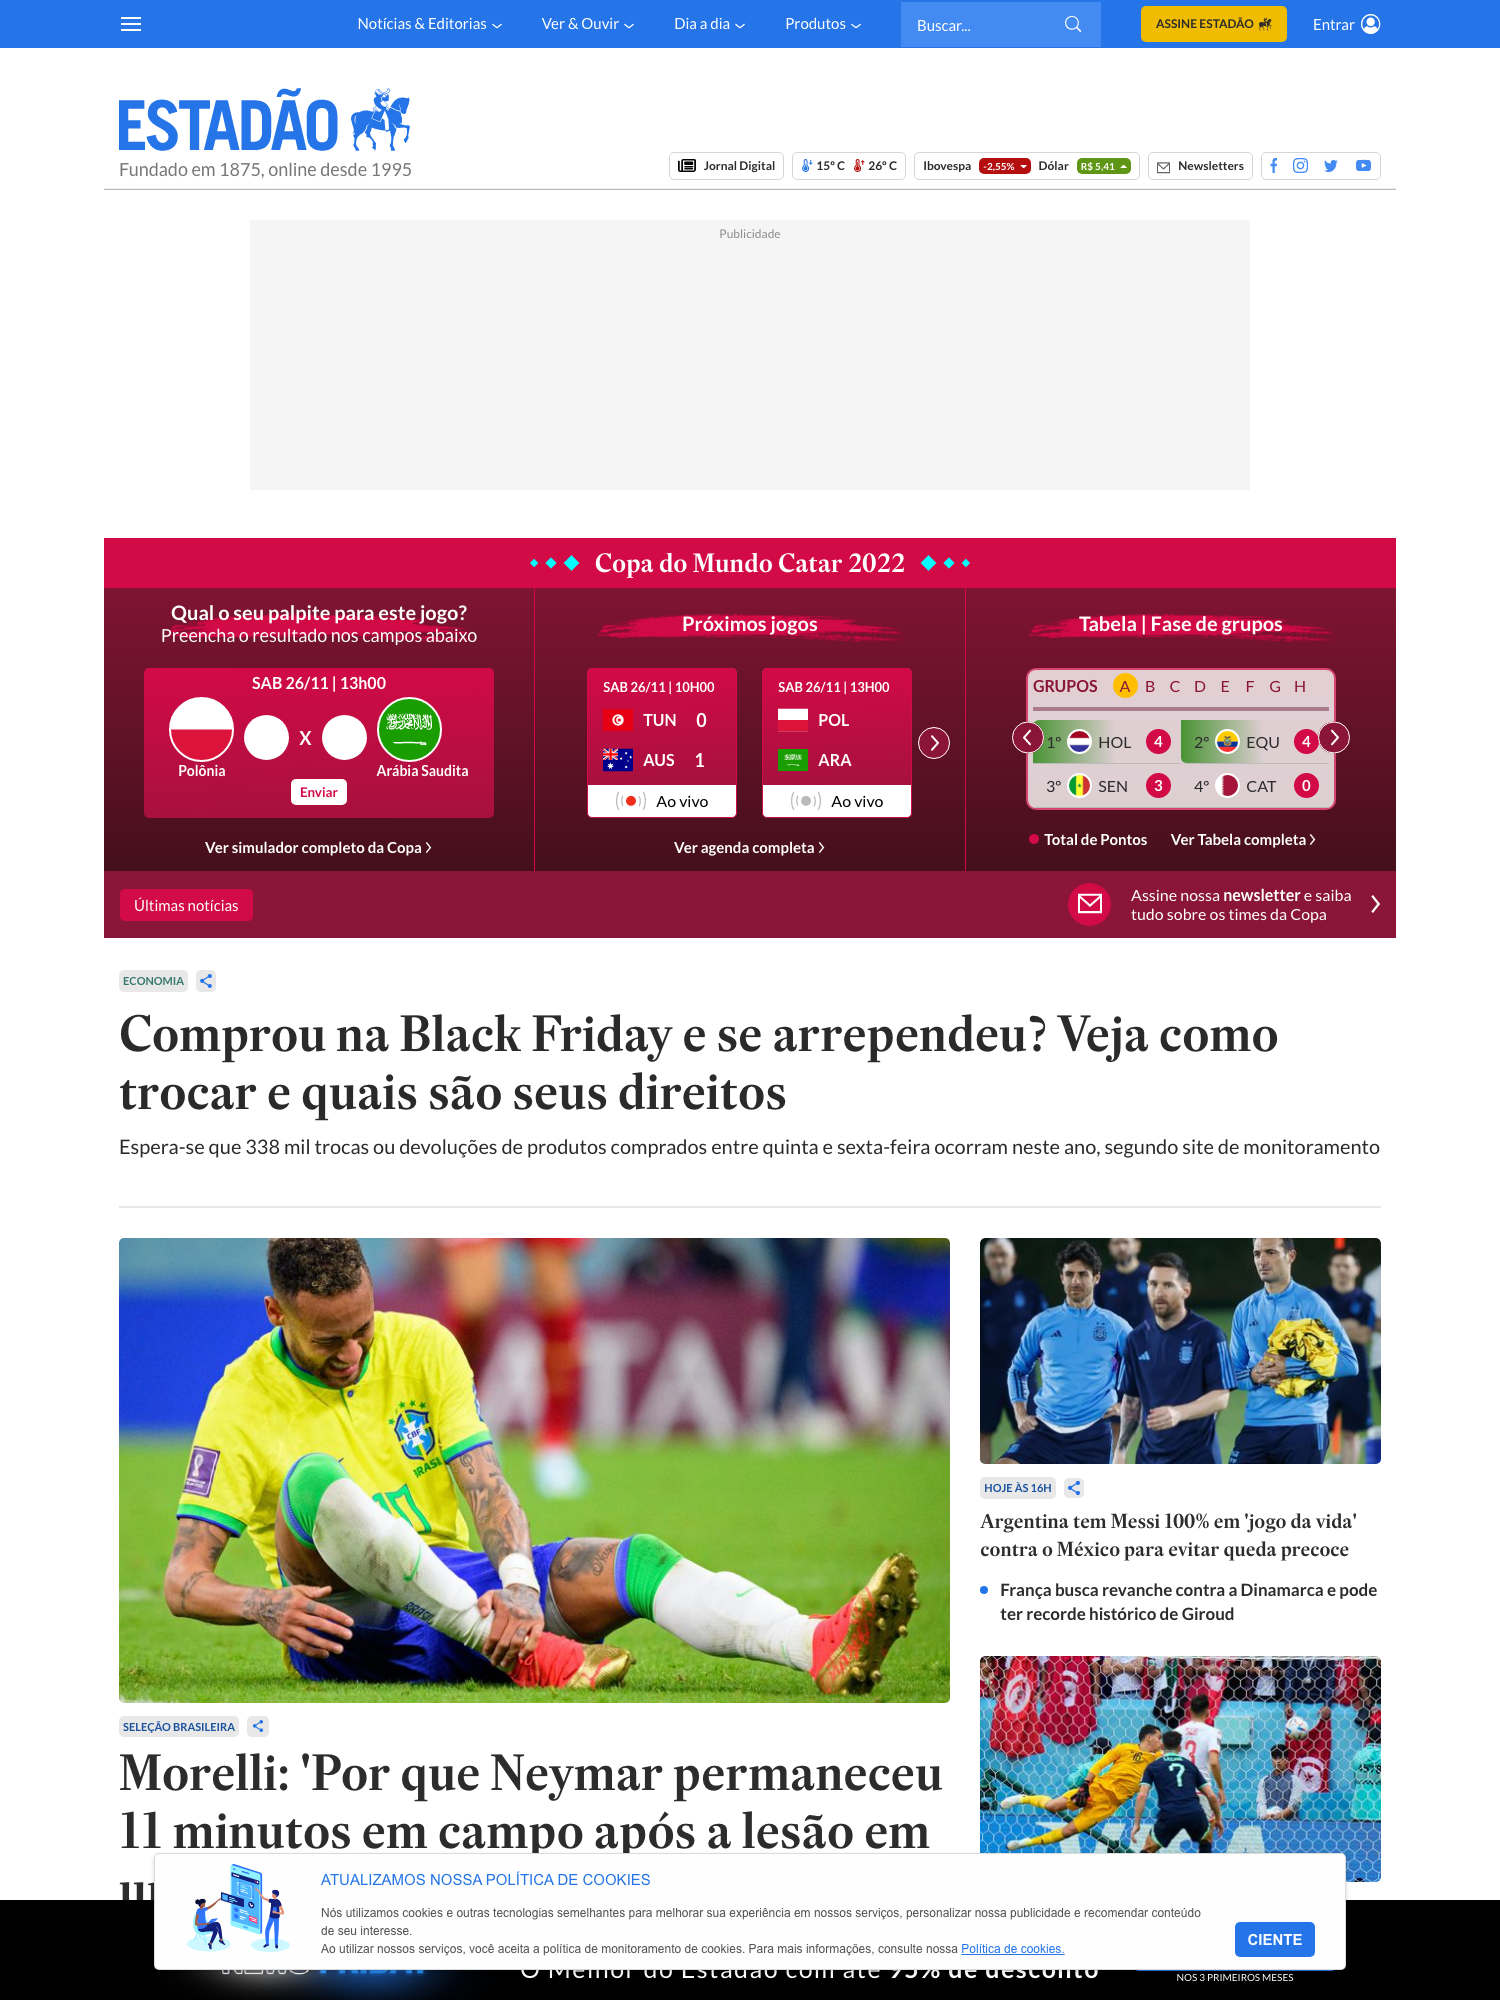 Notícias & Editorias
Ver & Ouvir
Dia a dia
Produtos
Buscar...
ASSINE ESTADÃO
Entrar
ESTADÃO
Fundado em 1875, online desde 1995
Jornal Digital
15º C
26º C
Ibovespa
-2,55%
Dólar
R$ 5,41
Newsletters
Publicidade
Copa do Mundo Catar 2022
Qual o seu palpite para este jogo?
Preencha o resultado nos campos abaixo
SAB 26/11 | 13h00
X
Polônia
Arábia Saudita
Enviar
Ver simulador completo da Copa
Próximos jogos
SAB 26/11 | 10H00
TUN 0
AUS 1
Ao vivo
SAB 26/11 | 13H00
POL
ARA
Ao vivo
Ver agenda completa
Tabela | Fase de grupos
GRUPOS A B C D E F G H
1º HOL 4
2º EQU 4
3º SEN 3
4º CAT 0
Total de Pontos
Ver Tabela completa
Últimas notícias
Assine nossa newsletter e saiba
tudo sobre os times da Copa
ECONOMIA
Comprou na Black Friday e se arrependeu? Veja como
trocar e quais são seus direitos
Espera-se que 338 mil trocas ou devoluções de produtos comprados entre quinta e sexta-feira ocorram neste ano, segundo site de monitoramento
CBF
BRASIL
10
BRASIL
SELEÇÃO BRASILEIRA
Morelli: 'Por que Neymar permaneceu
11 minutos em campo após a lesão em
HOJE ÀS 16H
Argentina tem Messi 100% em 'jogo da vida'
contra o México para evitar queda precoce
França busca revanche contra a Dinamarca e pode
ter recorde histórico de Giroud
3
7
ATUALIZAMOS NOSSA POLÍTICA DE COOKIES
Nós utilizamos cookies e outras tecnologias semelhantes para melhorar sua experiência em nossos serviços, personalizar nossa publicidade e recomendar conteúdo
de seu interesse.
Ao utilizar nossos serviços, você aceita a política de monitoramento de cookies. Para mais informações, consulte nossa Política de cookies.
CIENTE
O Melhor do Estadão com até 95% de desconto
NOS 3 PRIMEIROS MESES